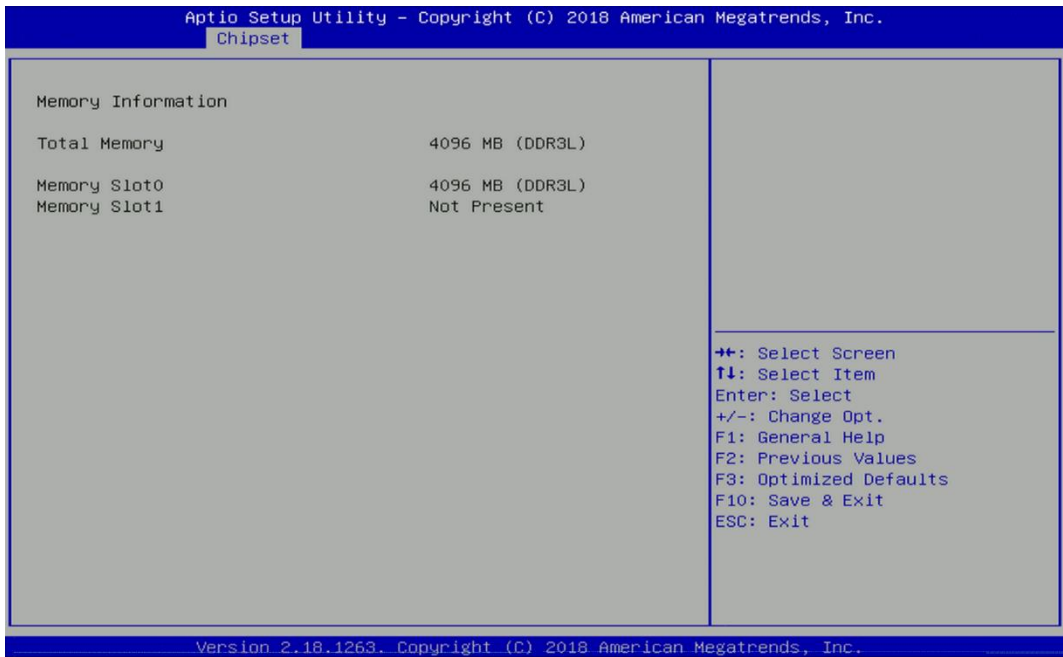 Aptio Setup Utility – Copyright (C) 2018 American Megatrends, Inc.
Chipset
Memory Information
Total Memory 4096 MB (DDR3L)
Memory Slot0 4096 MB (DDR3L)
Memory Slot1 Not Present
→←: Select Screen
↑↓: Select Item
Enter: Select
+/-: Change Opt.
F1: General Help
F2: Previous Values
F3: Optimized Defaults
F10: Save & Exit
ESC: Exit
Version 2.18.1263. Copyright (C) 2018 American Megatrends, Inc.